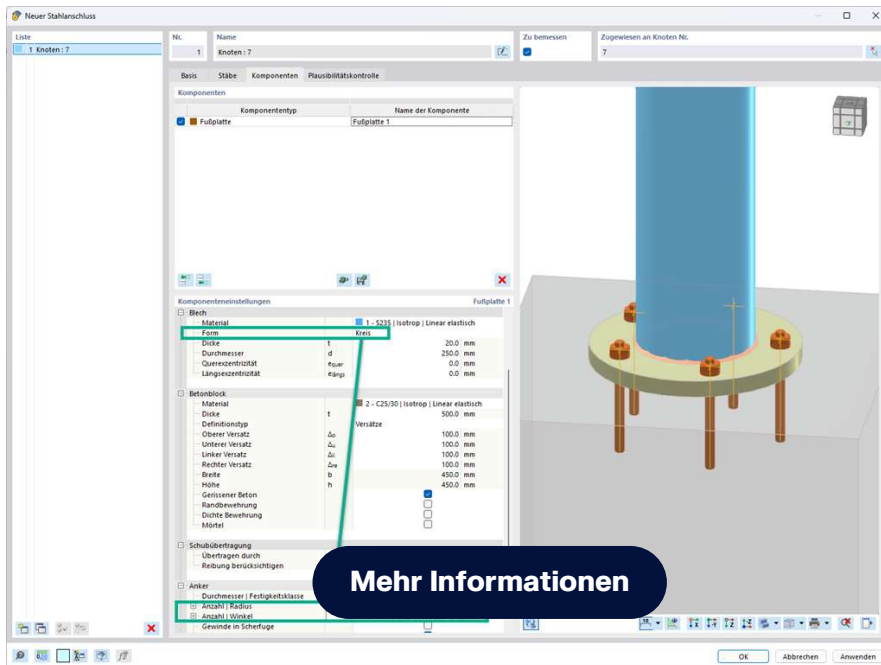 Neuer Stahlanschluss
Liste
1 Knoten : 7
Nr.
1
Name
Knoten : 7
Zu bemessen
Zugewiesen an Knoten Nr.
7
Basis Stäbe Komponenten Plausibilitätskontrolle
Komponenten
Komponententyp Name der Komponente
Fußplatte Fußplatte 1
Komponenteneinstellungen Fußplatte 1
Blech
Material 1 - S235 | Isotrop | Linear elastisch
Form Kreis
Dicke t 20.0 mm
Durchmesser d 250.0 mm
Querexzentrizität equer 0.0 mm
Längsexzentrizität elängs 0.0 mm
Betonblock
Material 2 - C25/30 | Isotrop | Linear elastisch
Dicke t 500.0 mm
Definitionstyp Versätze
Oberer Versatz Δo 100.0 mm
Unterer Versatz Δu 100.0 mm
Linker Versatz Δli 100.0 mm
Rechter Versatz Δre 100.0 mm
Breite b 450.0 mm
Höhe h 450.0 mm
Gerissener Beton
Randbewehrung
Dichte Bewehrung
Mörtel
Schubübertragung
Übertragen durch
Reibung berücksichtigen
Anker
Durchmesser | Festigkeitsklasse
Anzahl | Radius
Anzahl | Winkel
Gewinde in Scherfuge
Mehr Informationen
OK Abbrechen Anwenden